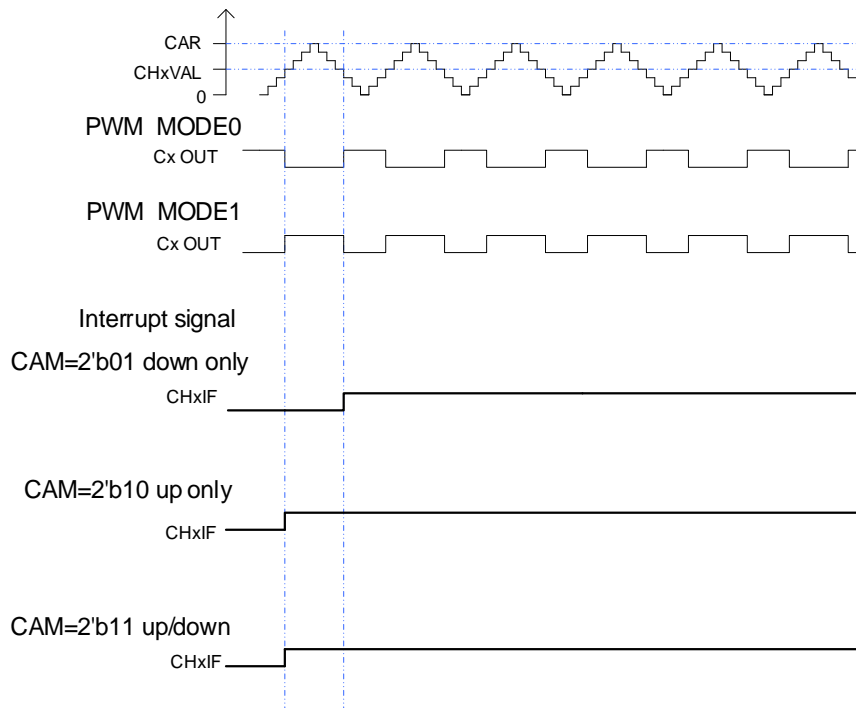 CAR
CHxVAL
0
PWM MODE0
Cx OUT
PWM MODE1
Cx OUT
Interrupt signal
CAM=2'b01 down only
CHxIF
CAM=2'b10 up only
CHxIF
CAM=2'b11 up/down
CHxIF